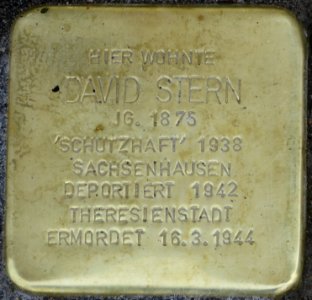 HIER WOHNTE
DAVID STERN
JG. 1875
'SCHUTZHAFT' 1938
SACHSENHAUSEN
DEPORTIERT 1942
THERESIENSTADT
ERMORDET 16.3.1944